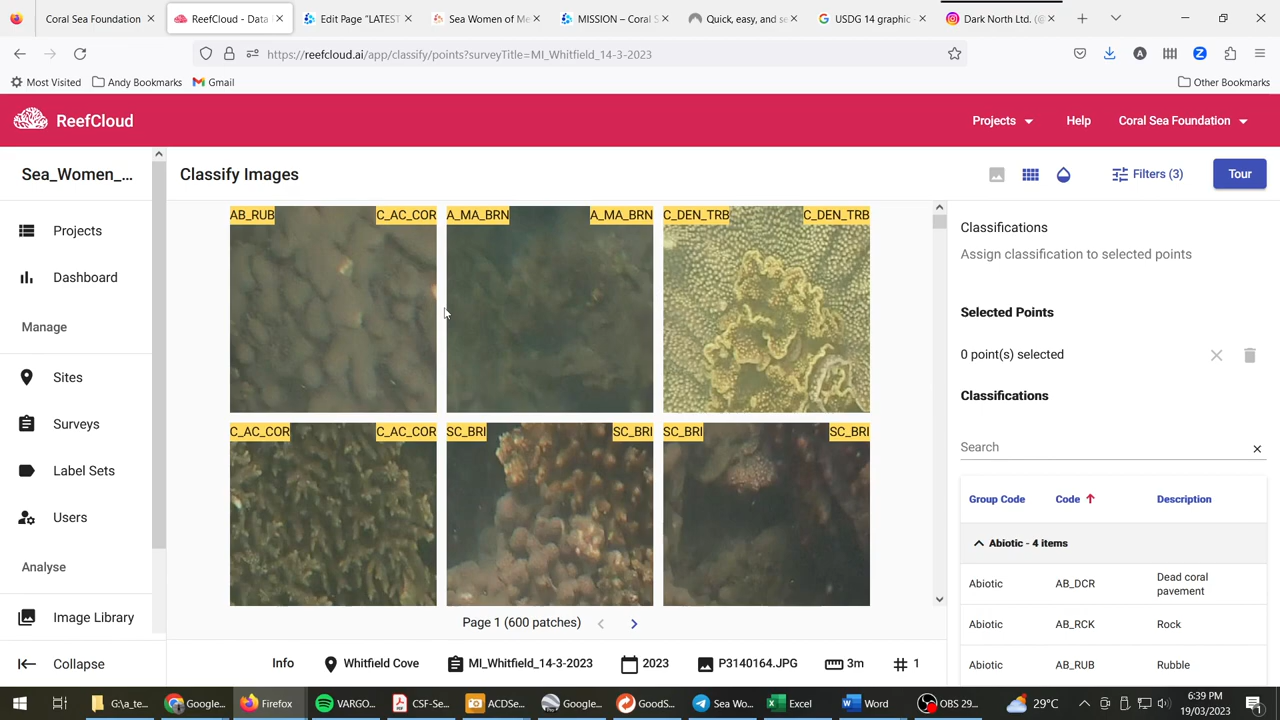 Coral Sea Foundation
ReefCloud - Data
Edit Page "LATEST
Sea Women of Me
MISSION – Coral S
Quick, easy, and se
USDG 14 graphic -
Dark North Ltd. (@
https://reefcloud.ai/app/classify/points?surveyTitle=MI_Whitfield_14-3-2023
Most Visited
Andy Bookmarks
Gmail
Other Bookmarks
ReefCloud
Projects
Help
Coral Sea Foundation
Sea_Women_...
Classify Images
Filters (3)
Tour
Projects
Dashboard
Manage
Sites
Surveys
Label Sets
Users
Analyse
Image Library
Collapse
AB_RUB C_AC_COR
A_MA_BRN A_MA_BRN
C_DEN_TRB C_DEN_TRB
C_AC_COR C_AC_COR
SC_BRI SC_BRI
SC_BRI SC_BRI
Page 1 (600 patches)
Info
Whitfield Cove
MI_Whitfield_14-3-2023
2023
P3140164.JPG
3m
1
Classifications
Assign classification to selected points
Selected Points
0 point(s) selected
Classifications
Search
Group Code Code Description
Abiotic - 4 items
Abiotic AB_DCR Dead coral
pavement
Abiotic AB_RCK Rock
Abiotic AB_RUB Rubble
G:\a_te...
Google...
Firefox
VARGO...
CSF-Se...
ACDSe...
Google...
GoodS...
Sea Wo...
Excel
Word
OBS 29...
29°C
6:39 PM
19/03/2023